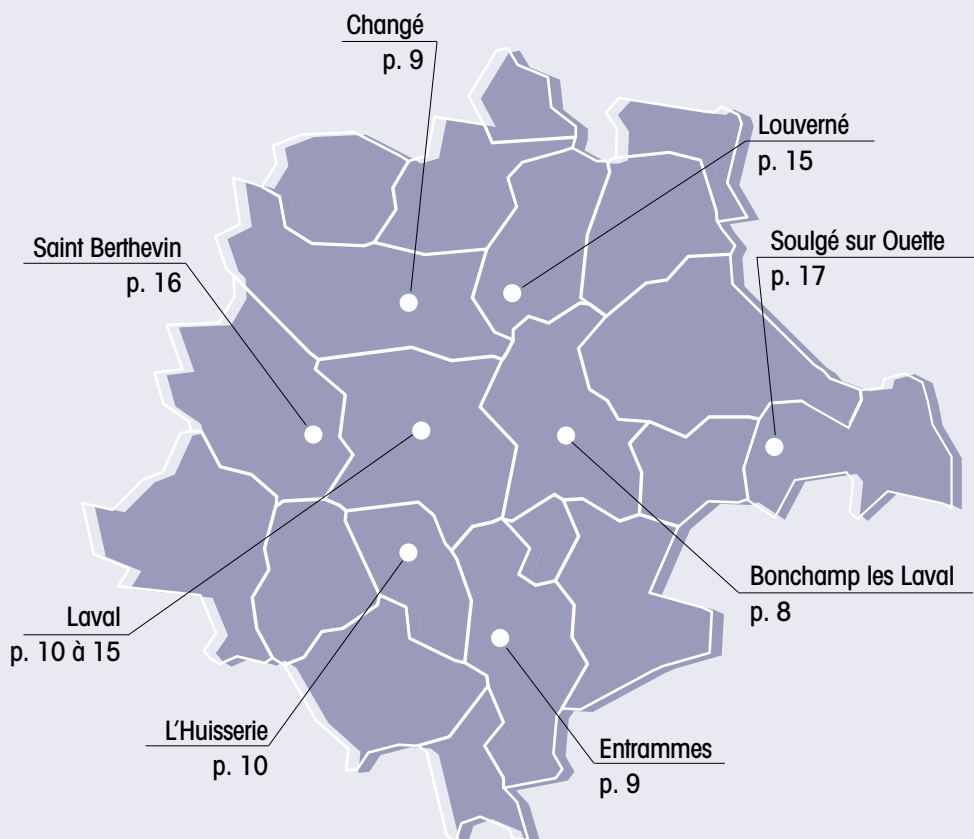 Changé
p. 9
Louverné
p. 15
Saint Berthevin
p. 16
Soulgé sur Ouette
p. 17
Bonchamp les Laval
p. 8
Laval
p. 10 à 15
L'Huisserie
p. 10
Entrammes
p. 9